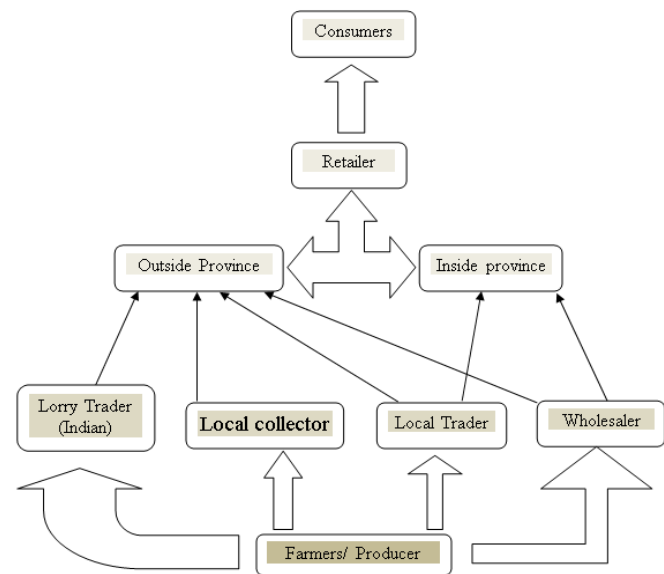 Consumers
Retailer
Outside Province
Inside province
Lorry Trader
(Indian)
Local collector
Local Trader
Wholesaler
Farmers/ Producer